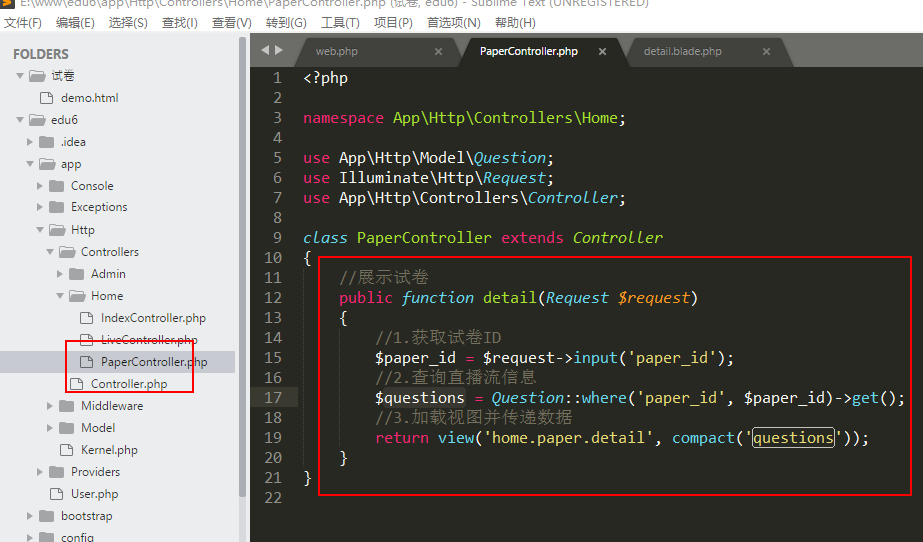 E:\www\edu6\app\Http\Controllers\Home\PaperController.php (试卷, edu6) - Sublime Text (UNREGISTERED)
文件(F) 编辑(E) 选择(S) 查找(I) 查看(V) 转到(G) 工具(T) 项目(P) 首选项(N) 帮助(H)
FOLDERS
试卷
demo.html
edu6
.idea
app
Console
Exceptions
Http
Controllers
Admin
Home
IndexController.php
LiveController.php
PaperController.php
Controller.php
Middleware
Model
Kernel.php
Providers
User.php
bootstrap
config
web.php × PaperController.php × detail.blade.php ×
1 <?php
2
3 namespace App\Http\Controllers\Home;
4
5 use App\Http\Model\Question;
6 use Illuminate\Http\Request;
7 use App\Http\Controllers\Controller;
8
9 class PaperController extends Controller
10 {
11 //展示试卷
12 public function detail(Request $request)
13 {
14 //1.获取试卷ID
15 $paper_id = $request->input('paper_id');
16 //2.查询直播流信息
17 $questions = Question::where('paper_id', $paper_id)->get();
18 //3.加载视图并传递数据
19 return view('home.paper.detail', compact('questions'));
20 }
21 }
22